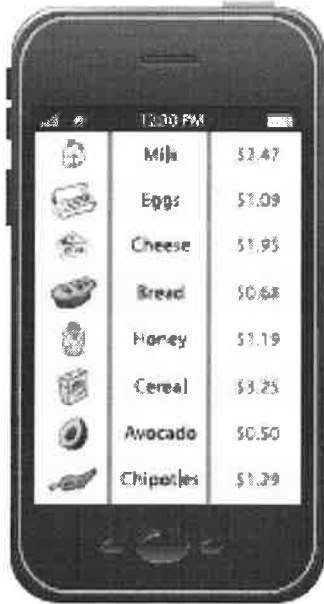 12:30 PM
Milk $2.47
Eggs $1.09
Cheese $1.95
Bread $0.68
Honey $1.19
Cereal $3.25
Avocado $0.50
Chipotles $1.29